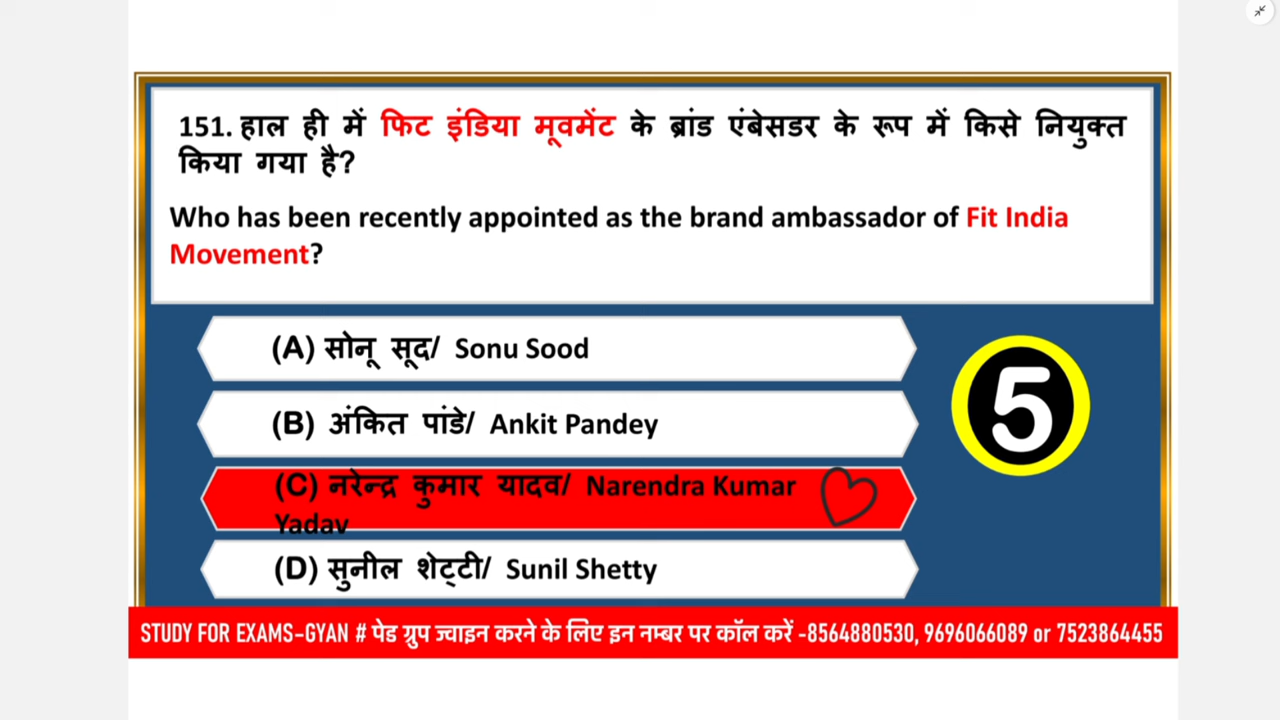 151. हाल ही में फिट इंडिया मूवमेंट के ब्रांड एंबेसडर के रूप में किसे नियुक्त
किया गया है?
Who has been recently appointed as the brand ambassador of Fit India
Movement?
(A) सोनू सूद/ Sonu Sood
(B) अंकित पांडे/ Ankit Pandey
(C) नरेन्द्र कुमार यादव/ Narendra Kumar
Yadav
(D) सुनील शेट्टी/ Sunil Shetty
5
STUDY FOR EXAMS-GYAN # पेड ग्रुप ज्वाइन करने के लिए इन नम्बर पर कॉल करें -8564880530, 9696066089 or 7523864455